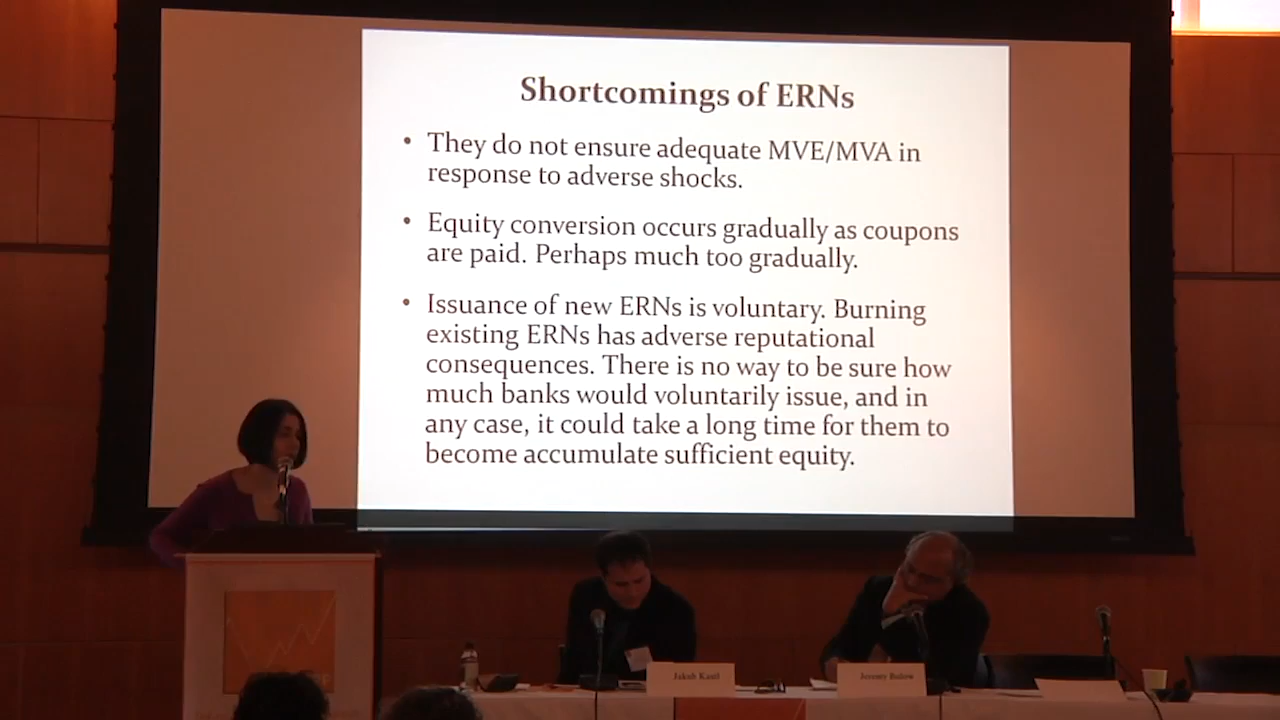 Shortcomings of ERNs
• They do not ensure adequate MVE/MVA in
response to adverse shocks.
• Equity conversion occurs gradually as coupons
are paid. Perhaps much too gradually.
• Issuance of new ERNs is voluntary. Burning
existing ERNs has adverse reputational
consequences. There is no way to be sure how
much banks would voluntarily issue, and in
any case, it could take a long time for them to
become accumulate sufficient equity.
Jakub Kastl
Jeremy Bulow